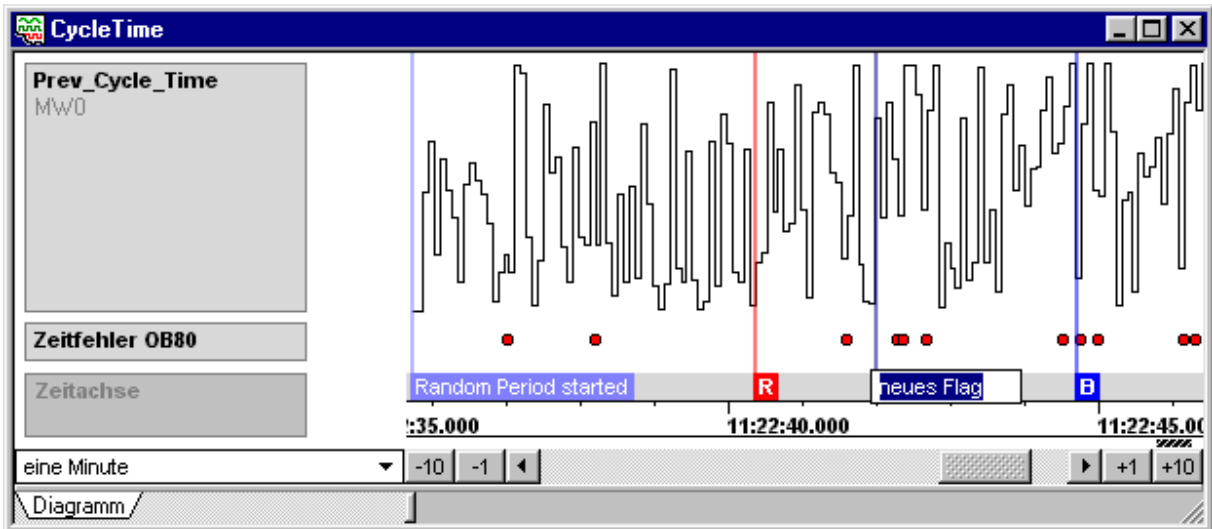 CycleTime
Prev_Cycle_Time
MW0
Zeitfehler OB80
Zeitachse
Random Period started R neues Flag B
:35.000 11:22:40.000 11:22:45.00
eine Minute -10 -1 +1 +10
Diagramm